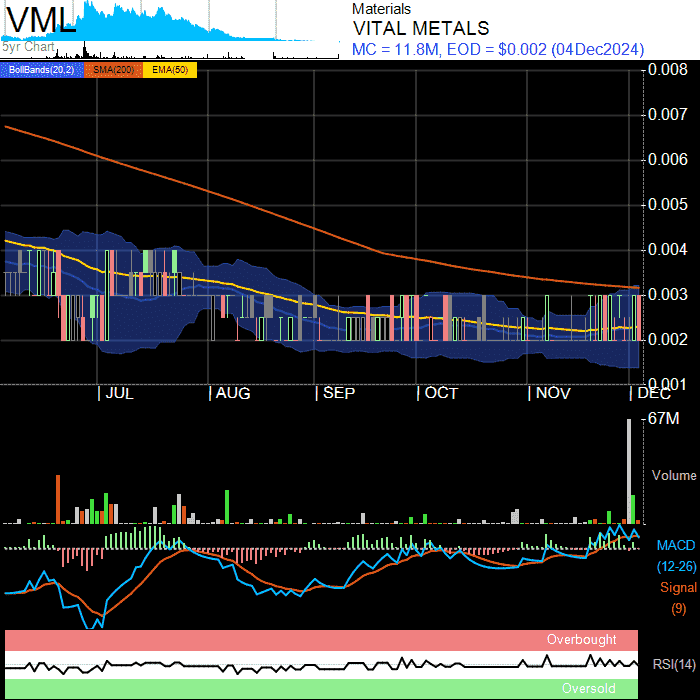 VML
5yr Chart
Materials
VITAL METALS
MC = 11.8M, EOD = $0.002 (04Dec2024)
BollBands(20,2) SMA(200) EMA(50)
0.008
0.007
0.006
0.005
0.004
0.003
0.002
0.001
JUL AUG SEP OCT NOV DEC
67M
Volume
MACD
(12-26)
Signal
(9)
Overbought
RSI(14)
Oversold